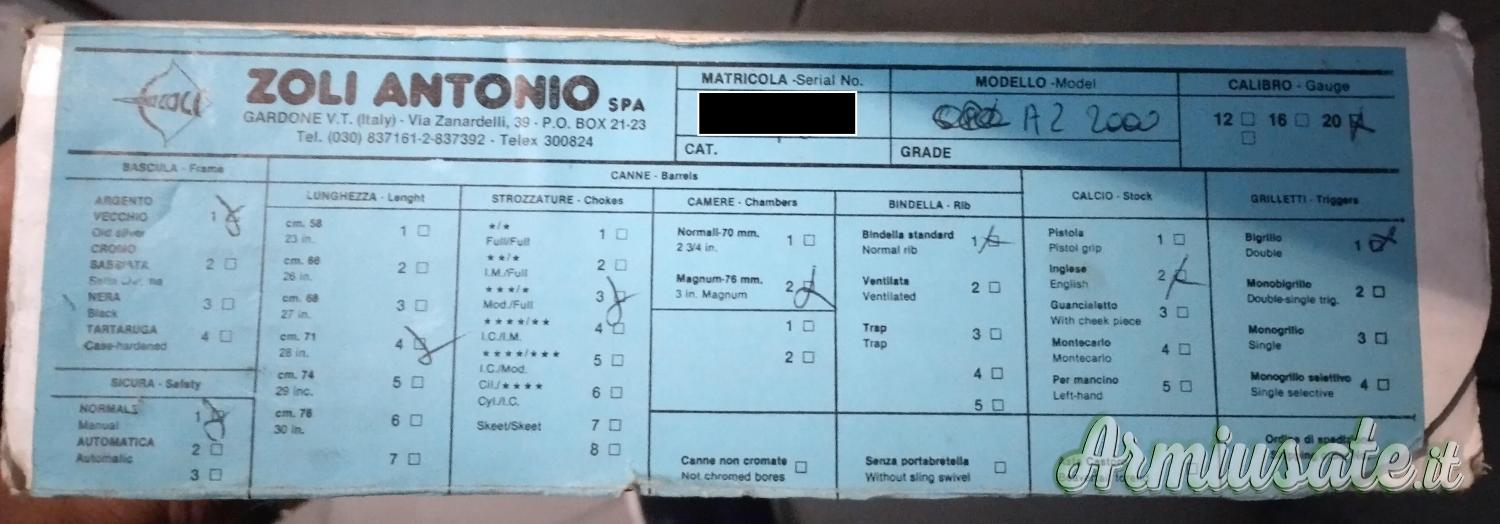 ZOLI
ZOLI ANTONIO SPA
GARDONE V.T. (Italy) - Via Zanardelli, 39 - P.O. BOX 21-23
Tel. (030) 837161-2-837392 - Telex 300824
MATRICOLA -Serial No.
CAT.
MODELLO -Model
AZ 2000
GRADE
CALIBRO - Gauge
12 16 20
BASCULA - Frame
ARGENTO
VECCHIO 1
Old silver
CROMO
SABBIATA 2
NERA 3
Black
TARTARUGA 4
Case-hardened
SICURA - Safety
NORMALE 1
Manual
AUTOMATICA 2
Automatic
3
CANNE - Barrels
LUNGHEZZA - Lenght
cm. 58 1
23 in.
cm. 66 2
26 in.
cm. 68 3
27 in.
cm. 71 4
28 in.
cm. 74 5
29 inc.
cm. 76 6
30 in.
7
STROZZATURE - Chokes
*/* 1
Full/Full
**/* 2
I.M./Full
***/* 3
Mod./Full
****/** 4
I.C./I.M.
****/*** 5
I.C./Mod.
Cil./**** 6
Cyl./I.C.
Skeet/Skeet 7
8
CAMERE - Chambers
Normali-70 mm. 1
2 3/4 in.
Magnum-76 mm. 2
3 in. Magnum
1
2
Canne non cromate
Not chromed bores
BINDELLA - Rib
Bindella standard 1
Normal rib
Ventilata 2
Ventilated
Trap 3
Trap
4
5
Senza portabretella
Without sling swivel
CALCIO - Stock
Pistola 1
Pistol grip
Inglese 2
English
Guancialetto 3
With cheek piece
Montecarlo 4
Montecarlo
Per mancino 5
Left-hand
GRILLETTI - Triggers
Bigrillo 1
Double
Monobigrillo 2
Double-single trig.
Monogrillo 3
Single
Monogrillo selettivo 4
Single selective
Ordine di
Armiusate.it